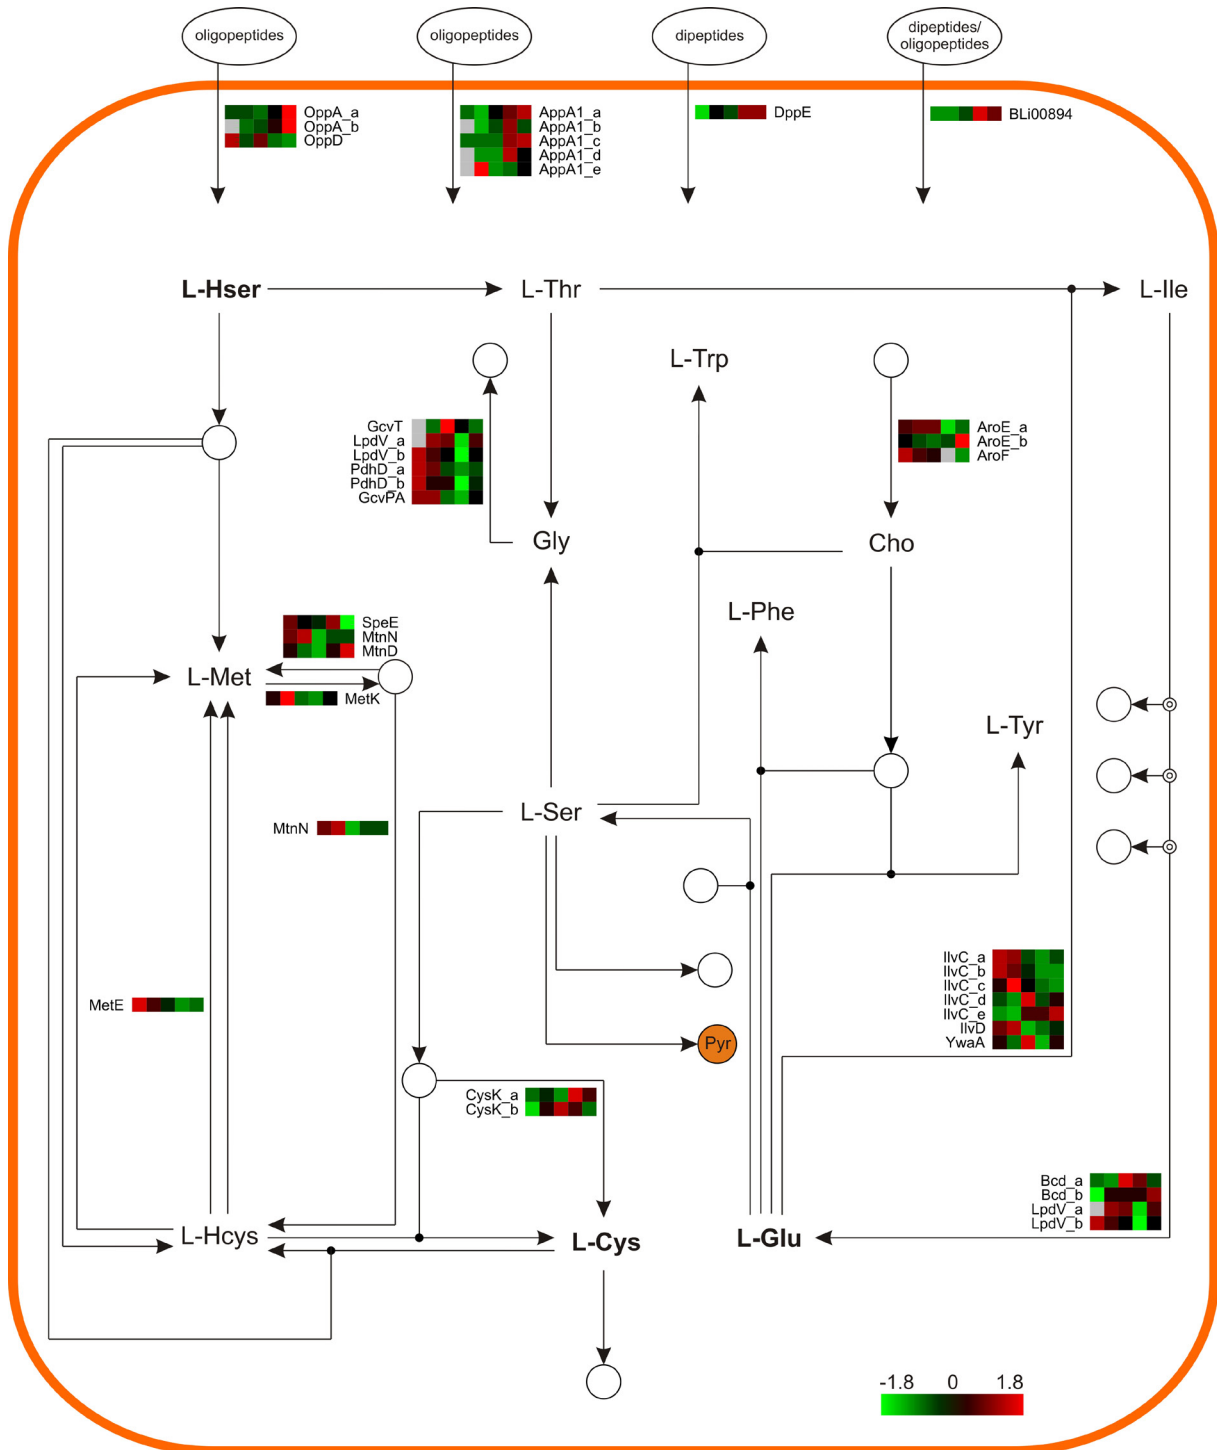 oligopeptides
oligopeptides
dipeptides
dipeptides/
oligopeptides
OppA_a
OppA_b
OppD
AppA1_a
AppA1_b
AppA1_c
AppA1_d
AppA1_e
DppE
BLi00894
L-Hser
L-Thr
L-Ile
L-Trp
GcvT
LpdV_a
LpdV_b
PdhD_a
PdhD_b
GcvPA
AroE_a
AroE_b
AroF
Gly
Cho
L-Phe
SpeE
MtnN
MtnD
L-Met
MetK
L-Tyr
L-Ser
MtnN
IlvC_a
IlvC_b
IlvC_c
IlvC_d
IlvC_e
IlvD
YwaA
MetE
Pyr
CysK_a
CysK_b
Bcd_a
Bcd_b
LpdV_a
LpdV_b
L-Hcys
L-Cys
L-Glu
-1.8 0 1.8